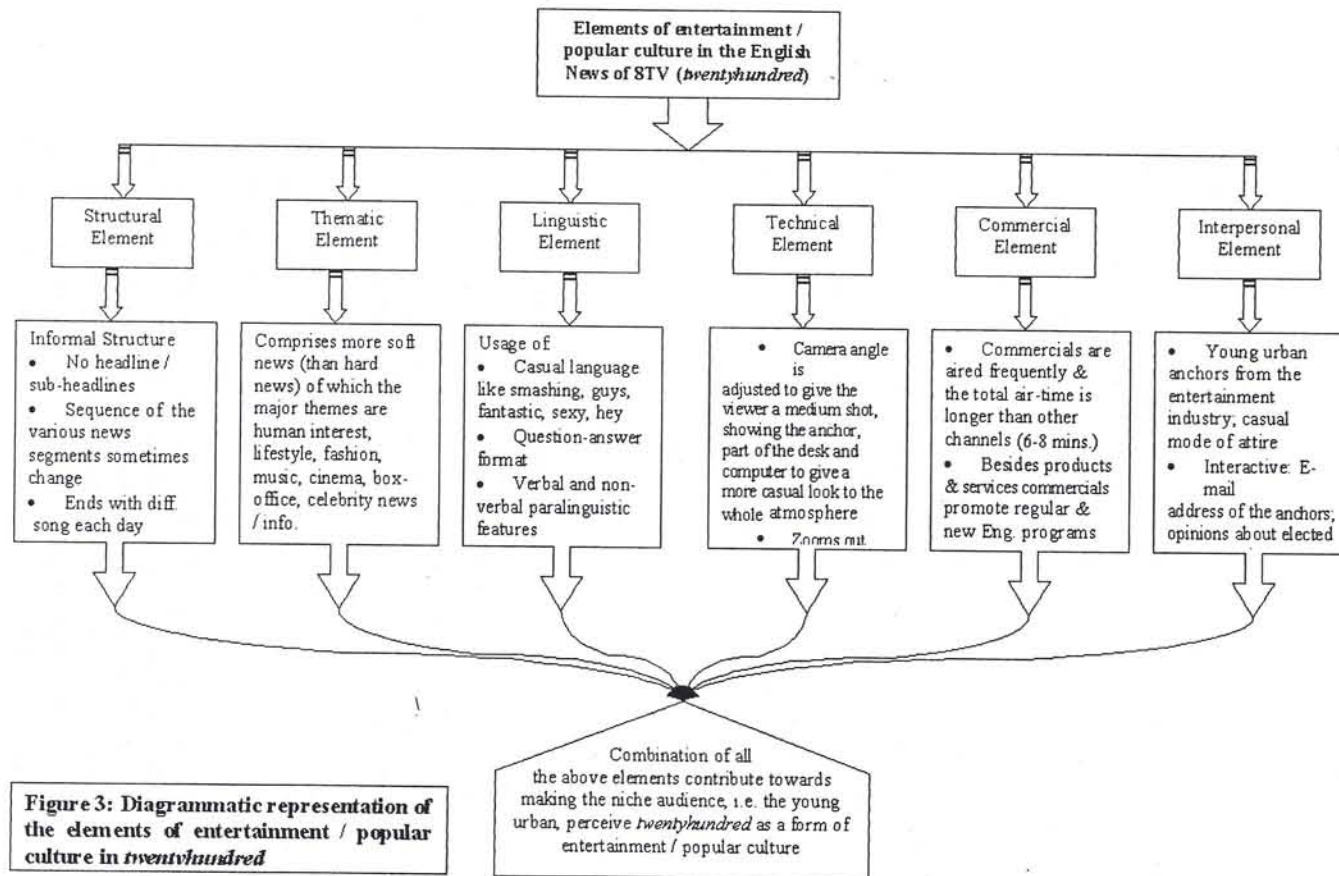 Elements of entertainment /
popular culture in the English
News of 8TV (twentyhundred)
Structural
Element
Thematic
Element
Linguistic
Element
Technical
Element
Commercial
Element
Interpersonal
Element
Informal Structure
• No headline /
sub-headlines
• Sequence of the
various news
segments sometimes
change
• Ends with diff.
song each day
Comprises more soft
news (than hard
news) of which the
major themes are
human interest,
lifestyle, fashion,
music, cinema, box-
office, celebrity news
/ info.
Usage of
• Casual language
like smashing, guys,
fantastic, sexy, hey
• Question-answer
format
• Verbal and non-
verbal paralinguistic
features
• Camera angle
is
adjusted to give the
viewer a medium shot,
showing the anchor,
part of the desk and
computer to give a
more casual look to the
whole atmosphere
• Zooms out
• Commercials are
aired frequently &
the total air-time is
longer than other
channels (6-8 mins.)
• Besides products
& services commercials
promote regular &
new Eng. programs
• Young urban
anchors from the
entertainment
industry; casual
mode of attire
• Interactive: E-
mail
address of the anchors;
opinions about elected
Combination of all
the above elements contribute towards
making the niche audience, i.e. the young
urban, perceive twentyhundred as a form of
entertainment / popular culture
Figure 3: Diagrammatic representation of
the elements of entertainment / popular
culture in twentyhundred